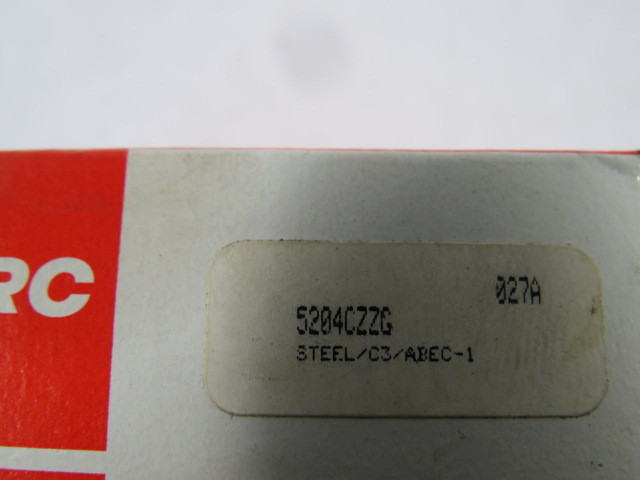 RC
027A
5204CZZG
STEEL/C3/ABEC-1